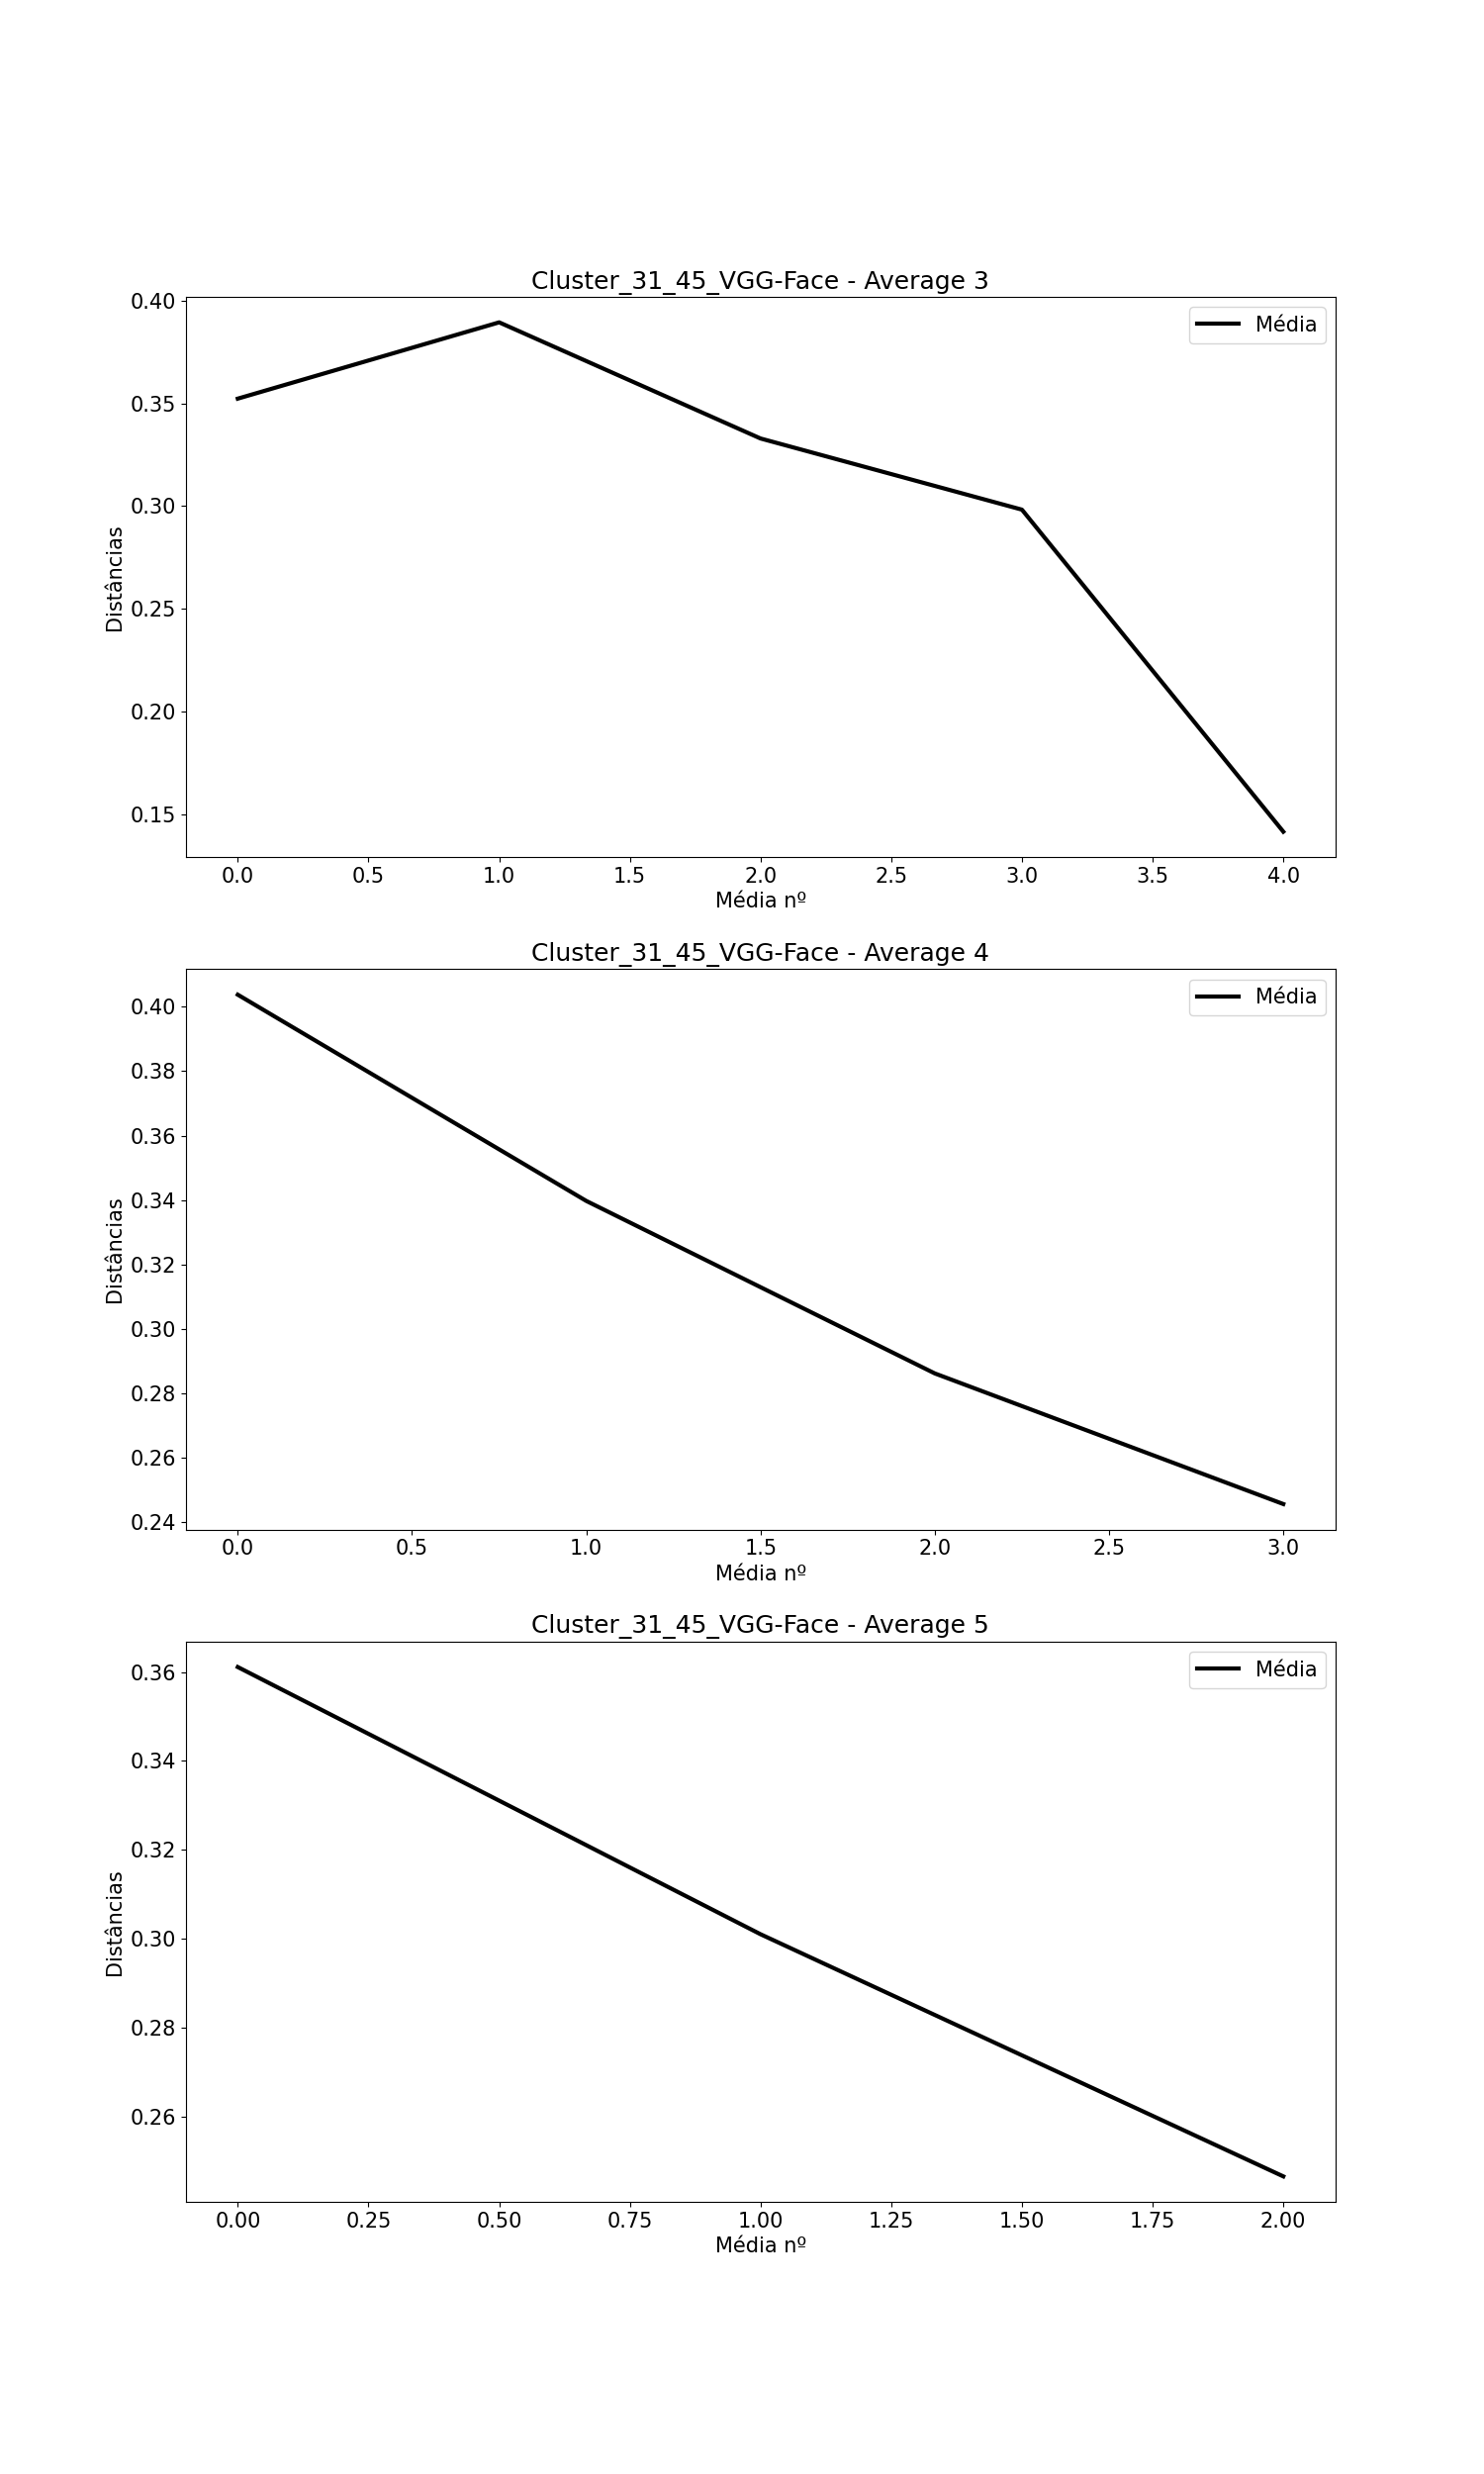 Cluster_31_45_VGG-Face - Average 3
Média
0.40
0.35
0.30
0.25
0.20
0.15
Distâncias
0.0 0.5 1.0 1.5 2.0 2.5 3.0 3.5 4.0
Média nº
Cluster_31_45_VGG-Face - Average 4
Média
0.40
0.38
0.36
0.34
0.32
0.30
0.28
0.26
0.24
Distâncias
0.0 0.5 1.0 1.5 2.0 2.5 3.0
Média nº
Cluster_31_45_VGG-Face - Average 5
Média
0.36
0.34
0.32
0.30
0.28
0.26
Distâncias
0.00 0.25 0.50 0.75 1.00 1.25 1.50 1.75 2.00
Média nº